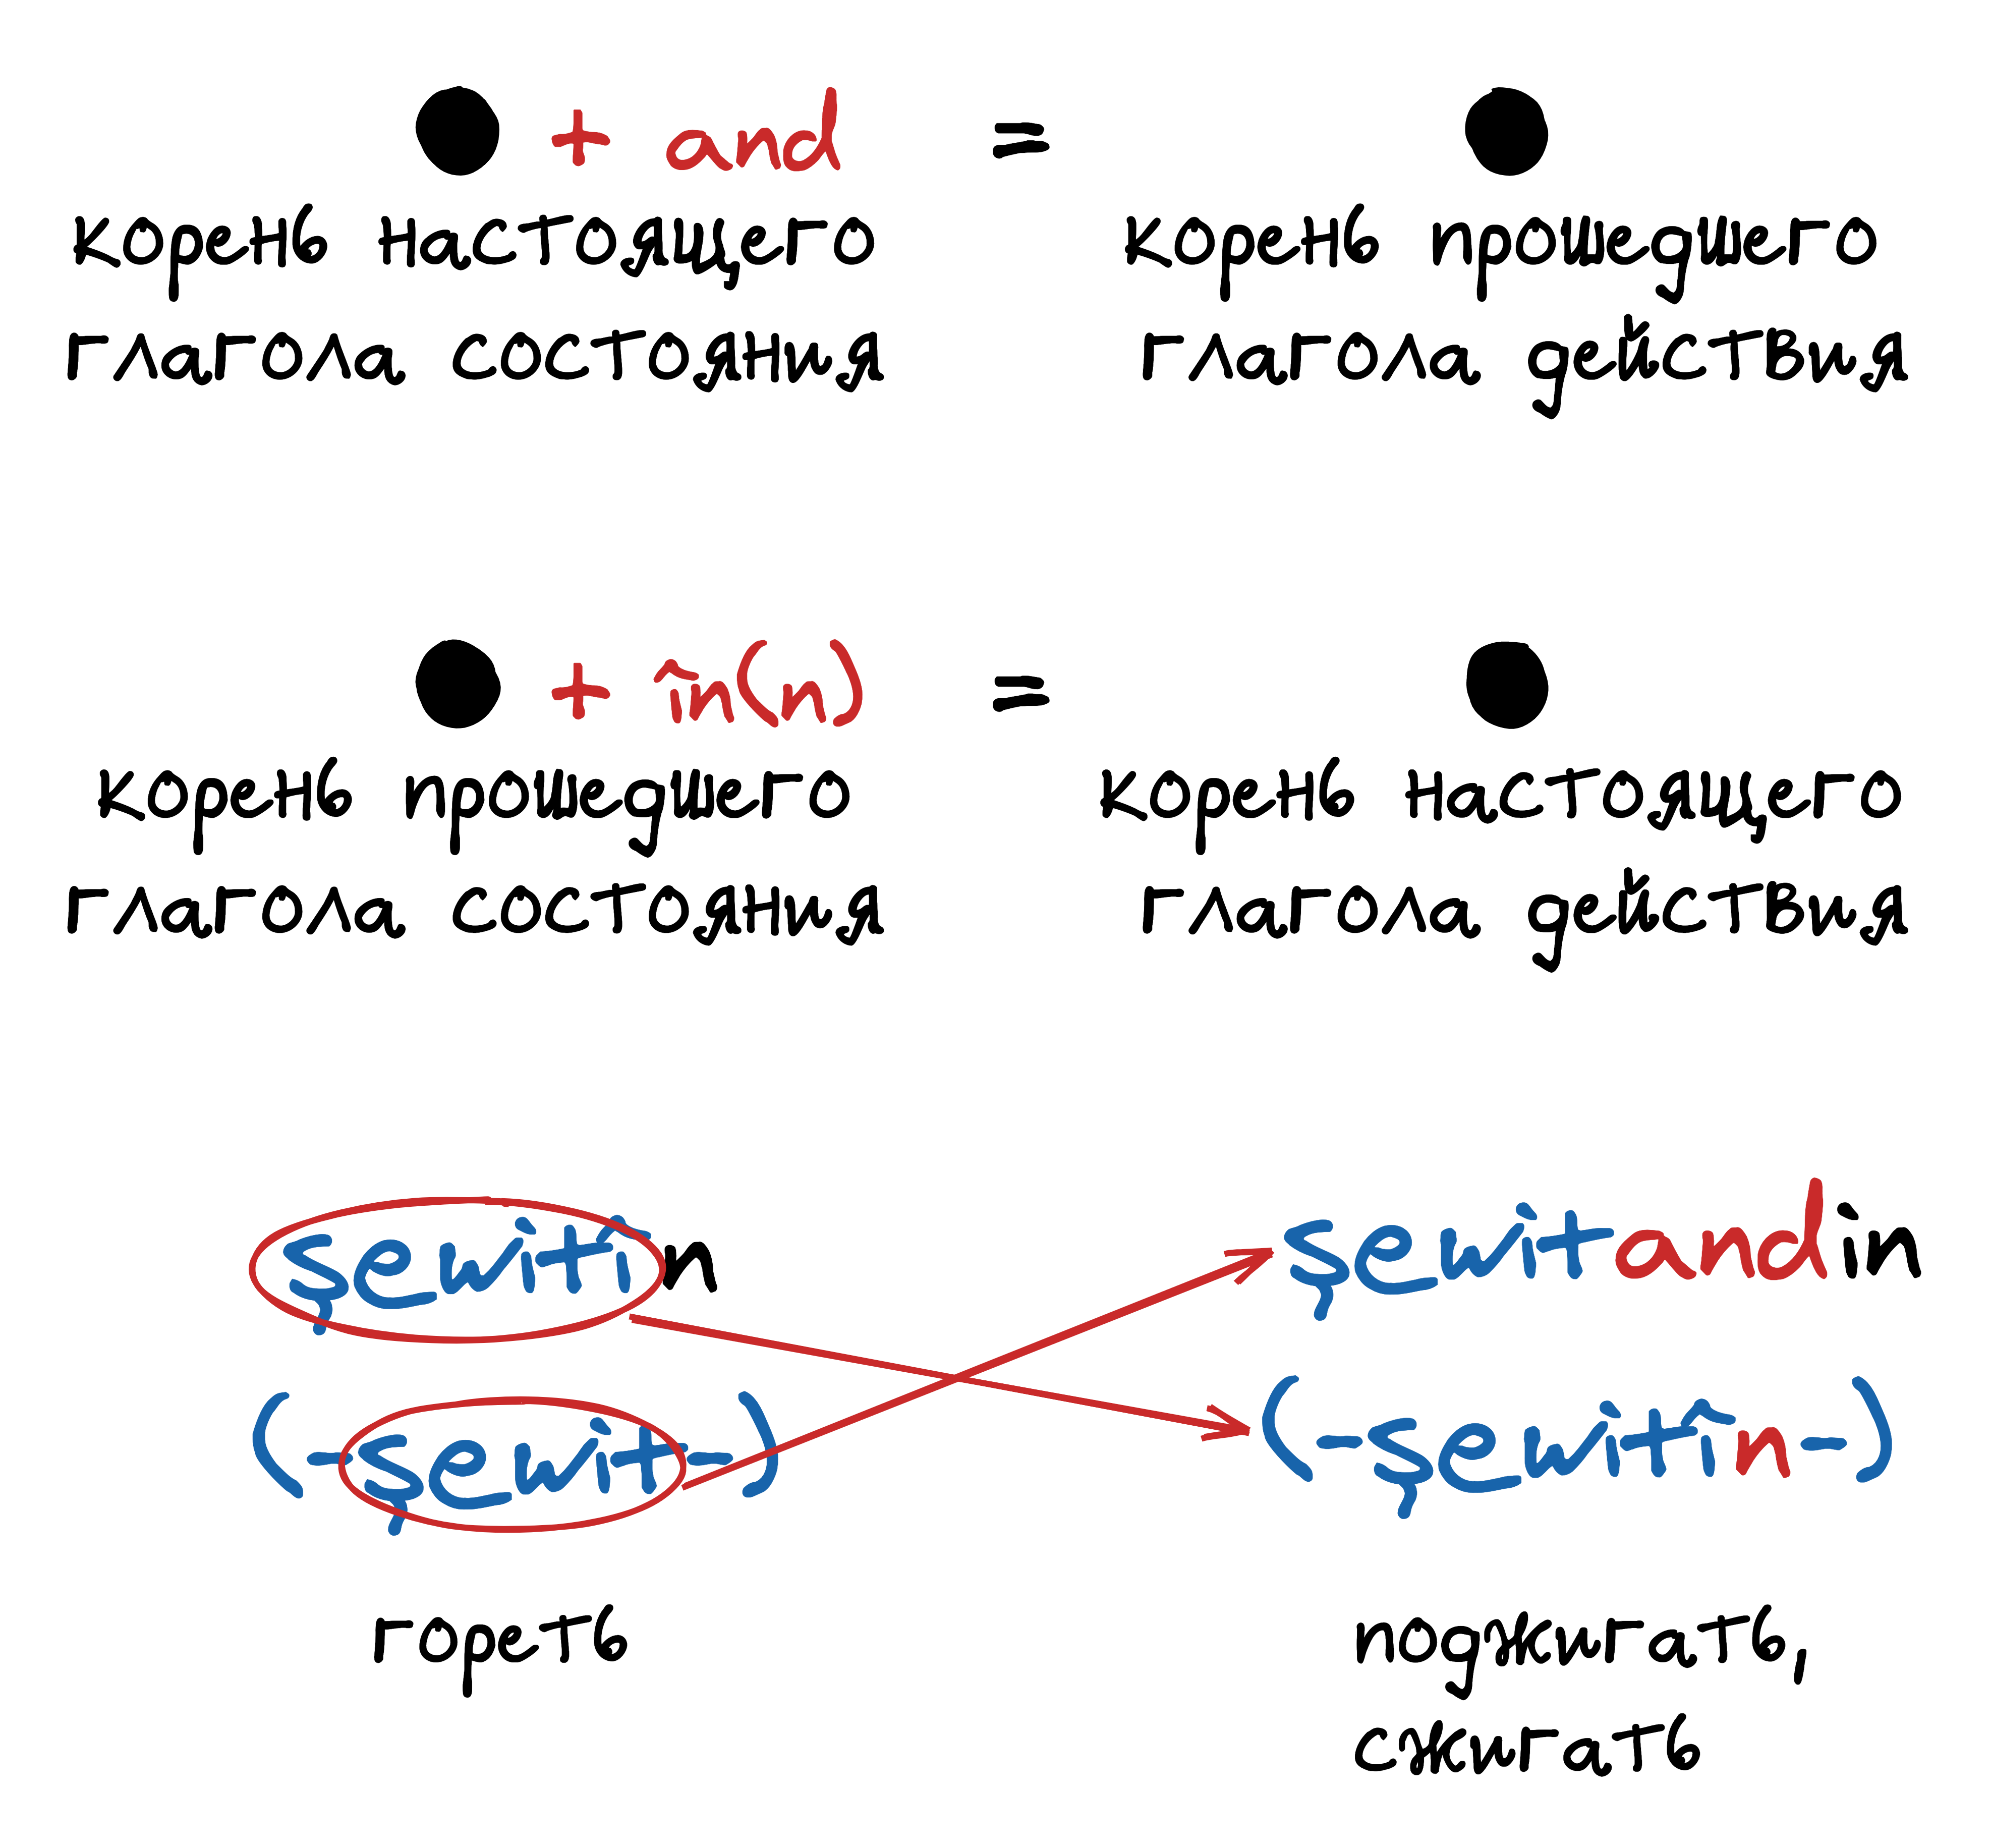 ● + and = ●
корень настоящего корень прошедшего
глагола состояния глагола действия
● + în(n) = ●
корень прошедшего корень настоящего
глагола состояния глагола действия
şewitîn şewitandin
(-şewit-) (-şewitîn-)
гореть поджигать,
сжигать